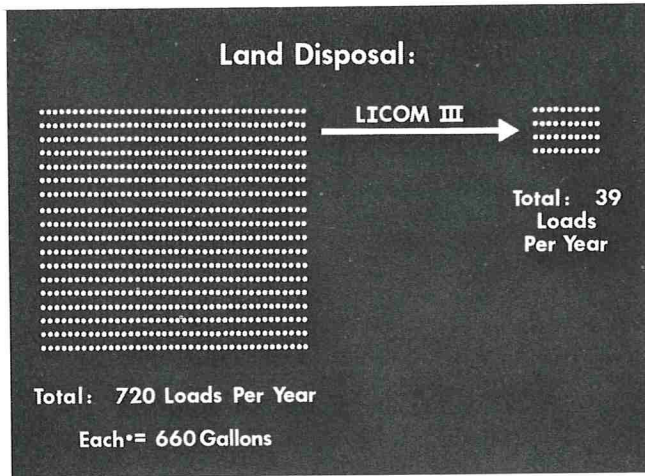 Land Disposal:
LICOM III
Total: 39
Loads
Per Year
Total: 720 Loads Per Year
Each•= 660 Gallons